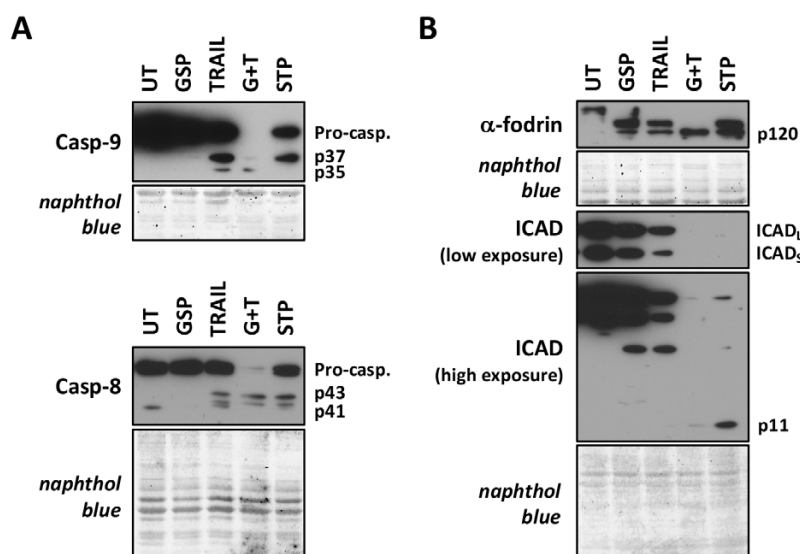 A
UT GSP TRAIL G+T STP
Casp-9
Pro-casp.
p37
p35
naphthol
blue
UT GSP TRAIL G+T STP
Casp-8
Pro-casp.
p43
p41
naphthol
blue
B
UT GSP TRAIL G+T STP
α-fodrin
p120
naphthol
blue
ICAD
(low exposure)
ICADL
ICADS
ICAD
(high exposure)
p11
naphthol
blue